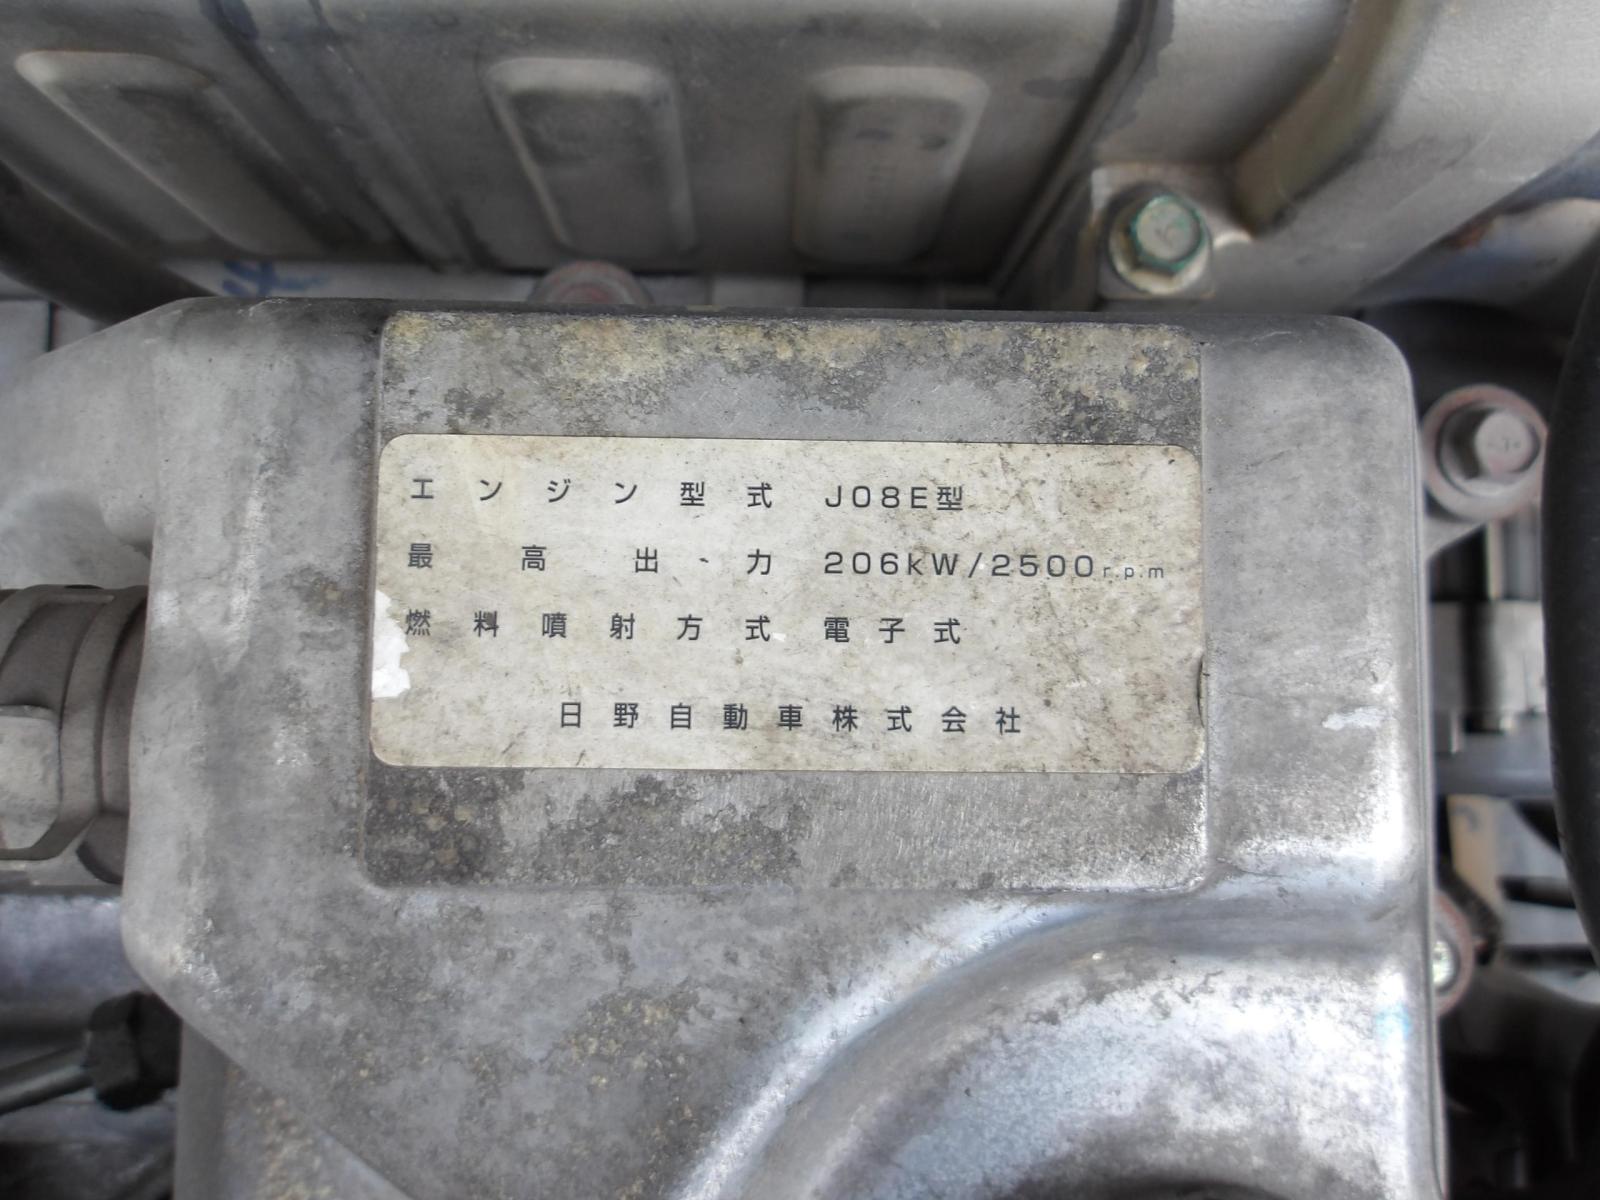 エンジン型式 J08E型
最高出力 206kW/2500r.p.m
燃料噴射方式 電子式
日野自動車株式会社